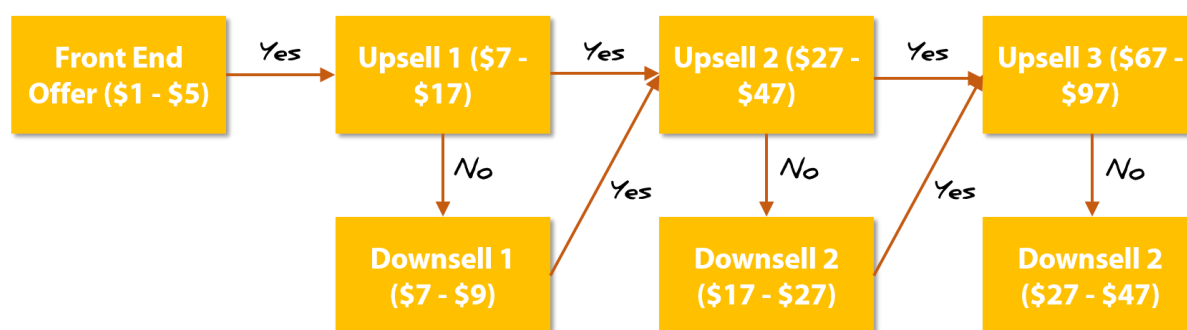 Front End
Offer ($1 - $5)
Yes
Upsell 1 ($7 -
$17)
Yes
Upsell 2 ($27 -
$47)
Yes
Upsell 3 ($67 -
$97)
No
Yes
No
Yes
No
Downsell 1
($7 - $9)
Downsell 2
($17 - $27)
Downsell 2
($27 - $47)